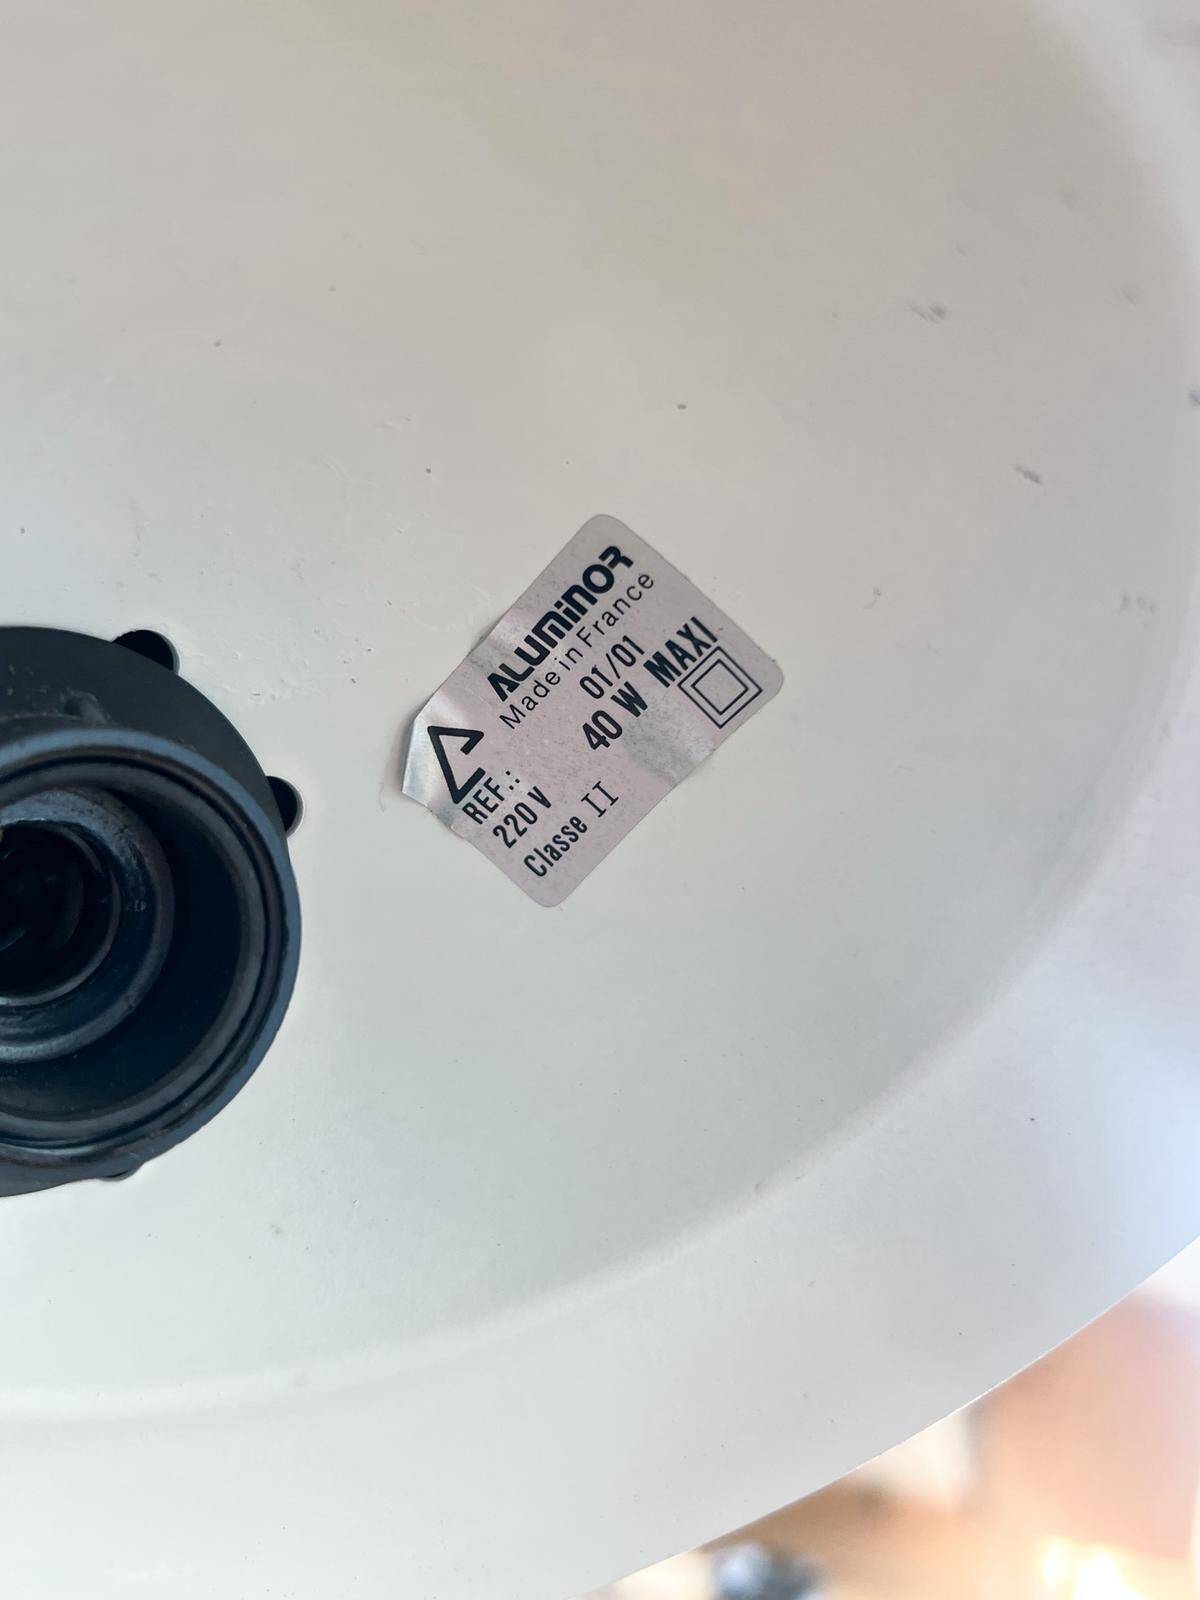 ALUMINOR
Made in France
REF.: 01/01
220 V 40 W MAXI
Classe II